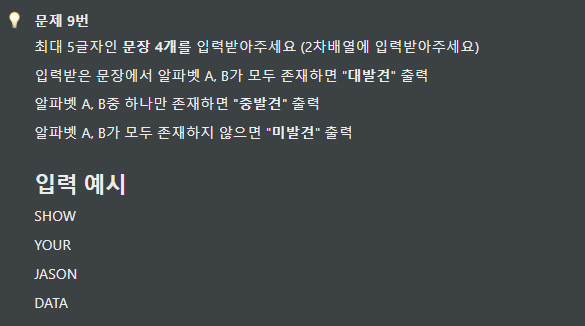 문제 9번
최대 5글자인 문장 4개를 입력받아주세요 (2차배열에 입력받아주세요)
입력받은 문장에서 알파벳 A, B가 모두 존재하면 "대발견" 출력
알파벳 A, B중 하나만 존재하면 "중발견" 출력
알파벳 A, B가 모두 존재하지 않으면 "미발견" 출력
입력 예시
SHOW
YOUR
JASON
DATA